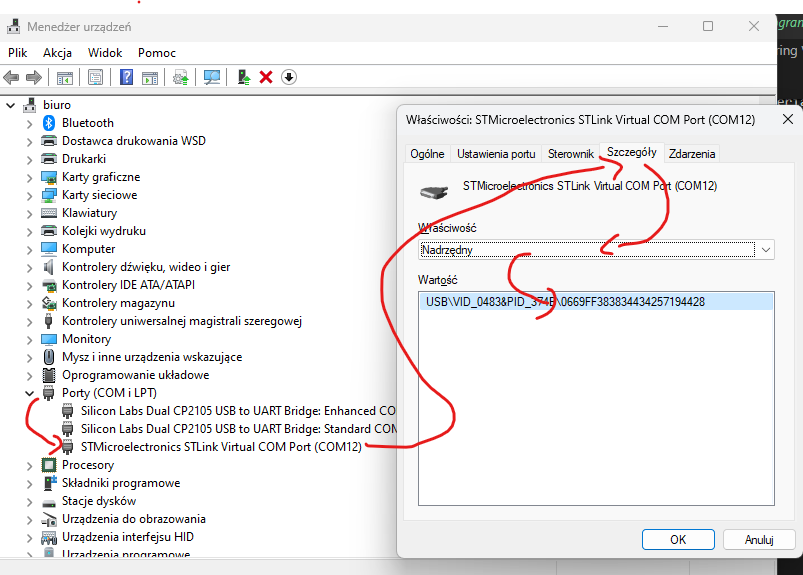 Menedżer urządzeń
Plik Akcja Widok Pomoc
biuro
Bluetooth
Dostawca drukowania WSD
Drukarki
Karty graficzne
Karty sieciowe
Klawiatury
Kolejki wydruku
Komputer
Kontrolery dźwięku, wideo i gier
Kontrolery IDE ATA/ATAPI
Kontrolery magazynu
Kontrolery uniwersalnej magistrali szeregowej
Monitory
Mysz i inne urządzenia wskazujące
Oprogramowanie układowe
Porty (COM i LPT)
Silicon Labs Dual CP2105 USB to UART Bridge: Enhanced CO
Silicon Labs Dual CP2105 USB to UART Bridge: Standard COM
STMicroelectronics STLink Virtual COM Port (COM12)
Procesory
Składniki programowe
Stacje dysków
Urządzenia do obrazowania
Urządzenia interfejsu HID
Urządzenia programowe
Właściwości: STMicroelectronics STLink Virtual COM Port (COM12)
Ogólne Ustawienia portu Sterownik Szczegóły Zdarzenia
STMicroelectronics STLink Virtual COM Port (COM12)
Właściwość
Nadrzędny
Wartość
USB\VID_0483&PID_374B\0669FF383834434257194428
OK Anuluj